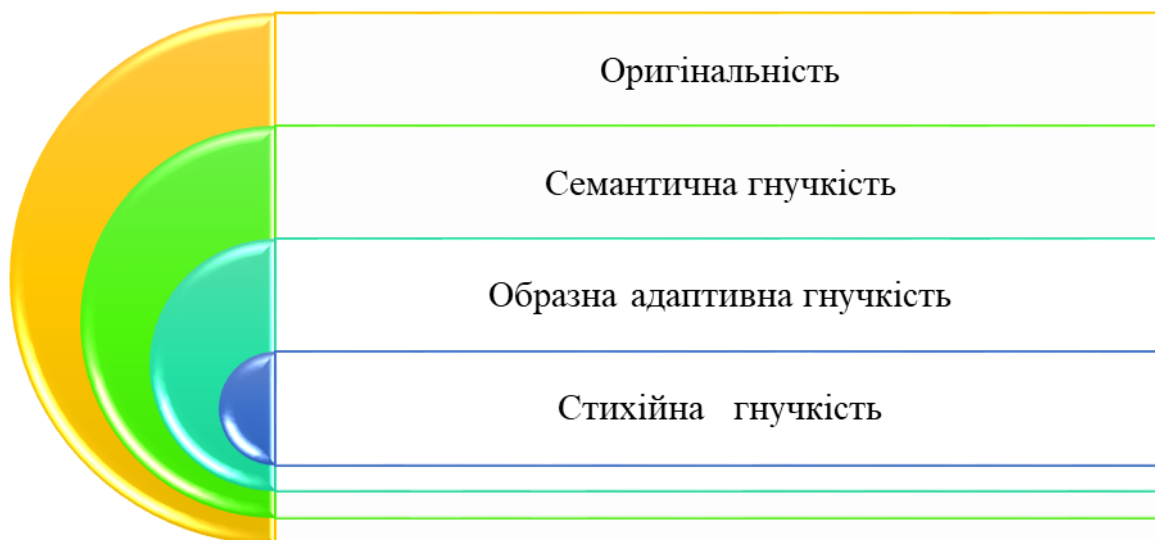 Оригінальність
Семантична гнучкість
Образна адаптивна гнучкість
Стихійна гнучкість